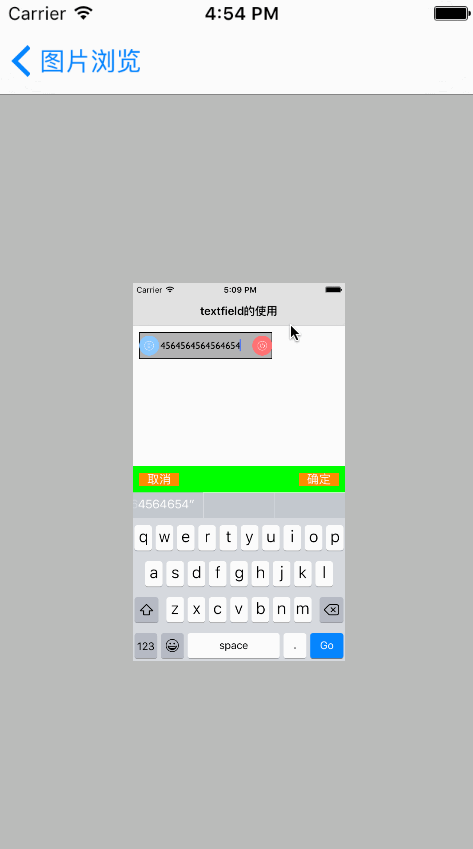 Carrier 4:54 PM
图片浏览
Carrier 5:09 PM
textfield的使用
4564564564564654
取消 确定
4564654"
q w e r t y u i o p
a s d f g h j k l
z x c v b n m
123 space . Go